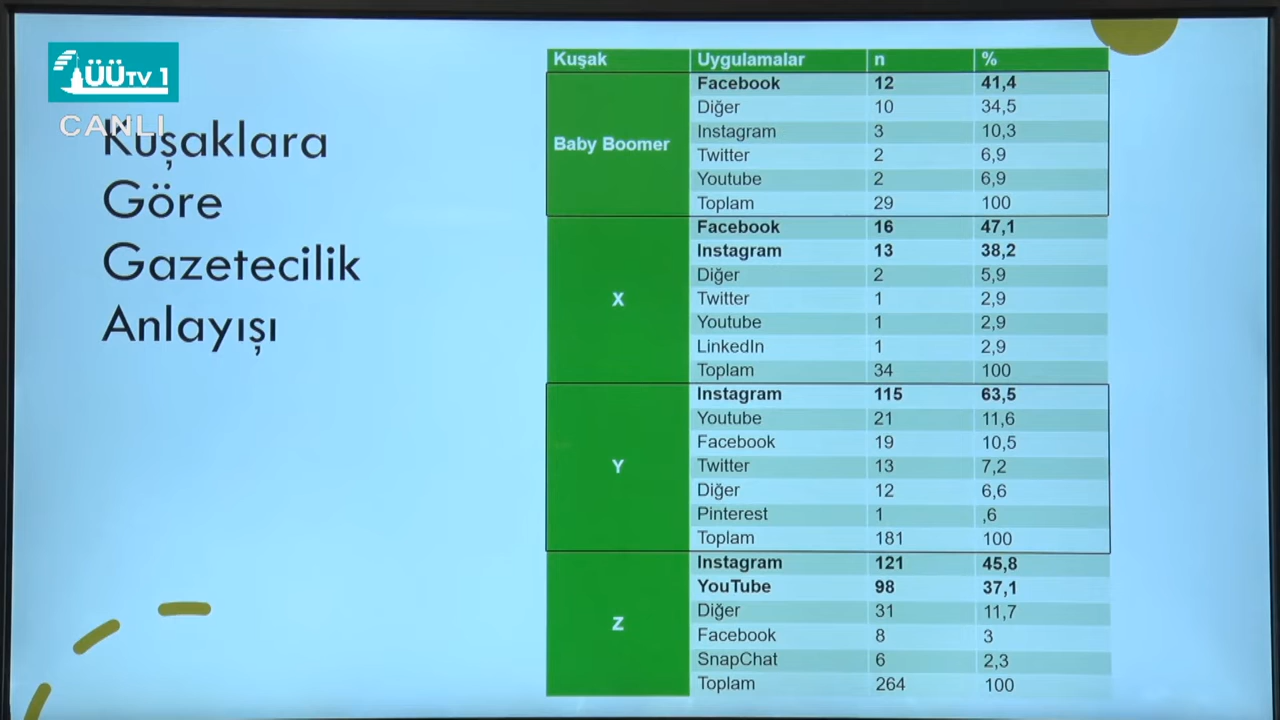 ÜÜTV 1
CANLI
Kuşaklara
Göre
Gazetecilik
Anlayışı
Kuşak Uygulamalar n %
Baby Boomer
Facebook 12 41,4
Diğer 10 34,5
Instagram 3 10,3
Twitter 2 6,9
Youtube 2 6,9
Toplam 29 100
X
Facebook 16 47,1
Instagram 13 38,2
Diğer 2 5,9
Twitter 1 2,9
Youtube 1 2,9
LinkedIn 1 2,9
Toplam 34 100
Y
Instagram 115 63,5
Youtube 21 11,6
Facebook 19 10,5
Twitter 13 7,2
Diğer 12 6,6
Pinterest 1 ,6
Toplam 181 100
Z
Instagram 121 45,8
YouTube 98 37,1
Diğer 31 11,7
Facebook 8 3
SnapChat 6 2,3
Toplam 264 100